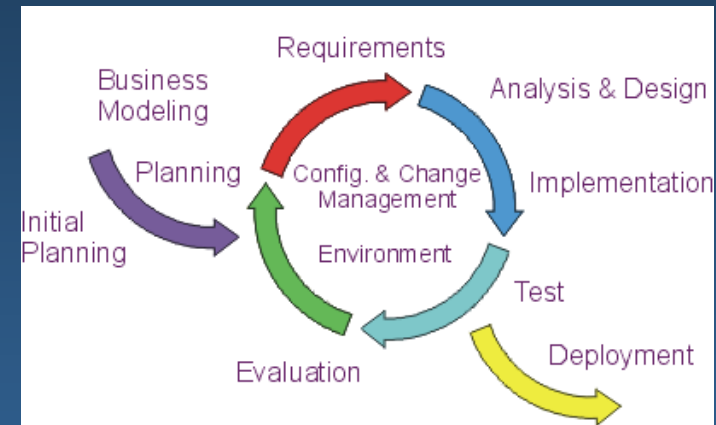 Requirements
Business
Modeling
Analysis & Design
Planning
Config. & Change
Management
Implementation
Initial
Planning
Environment
Test
Deployment
Evaluation